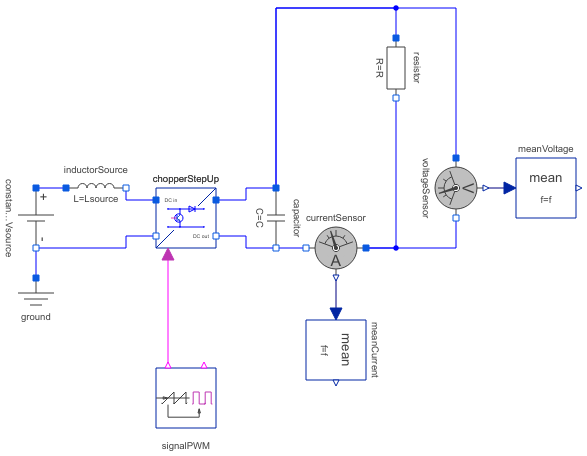 resistor
R=R
meanVoltage
mean
f=f
voltageSensor
inductorSource
L=Lsource
chopperStepUp
DC in
DC out
constan... Vsource
+
-
capacitor
C=C
currentSensor
A
V
ground
mean
f=f
meanCurrent
signalPWM